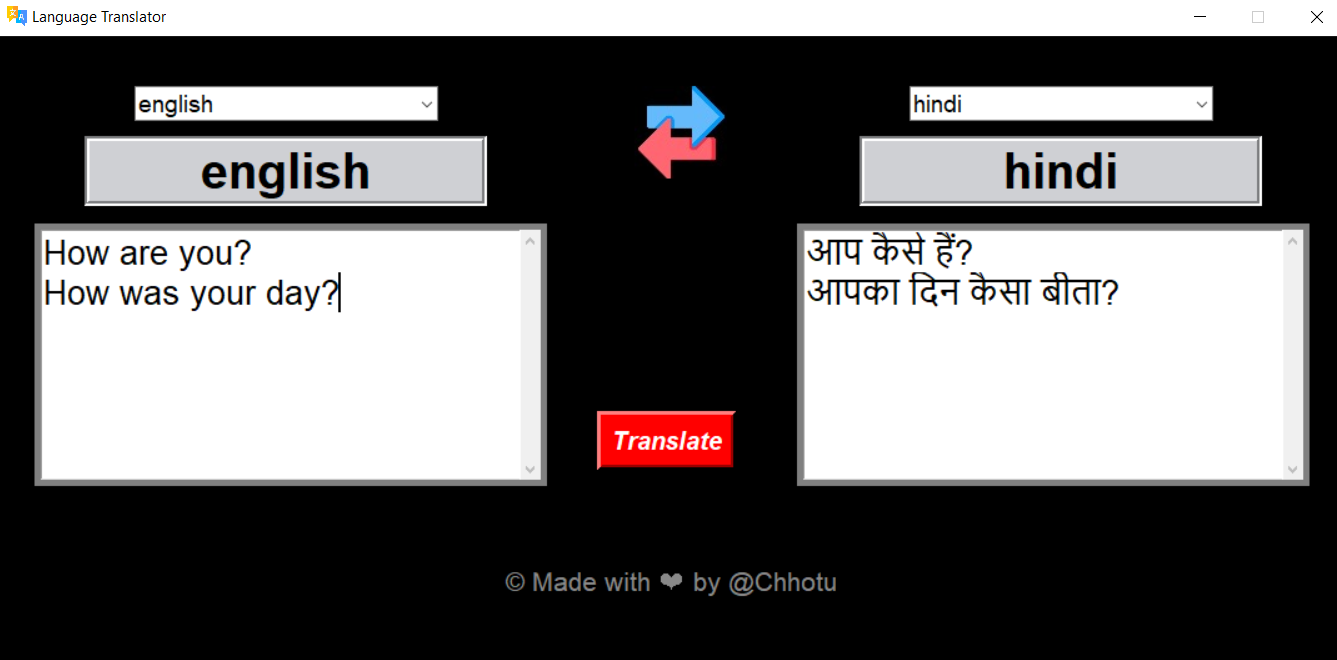 Language Translator
english
hindi
english
hindi
How are you?
How was your day?
आप कैसे हैं?
आपका दिन कैसा बीता?
Translate
© Made with ❤ by @Chhotu